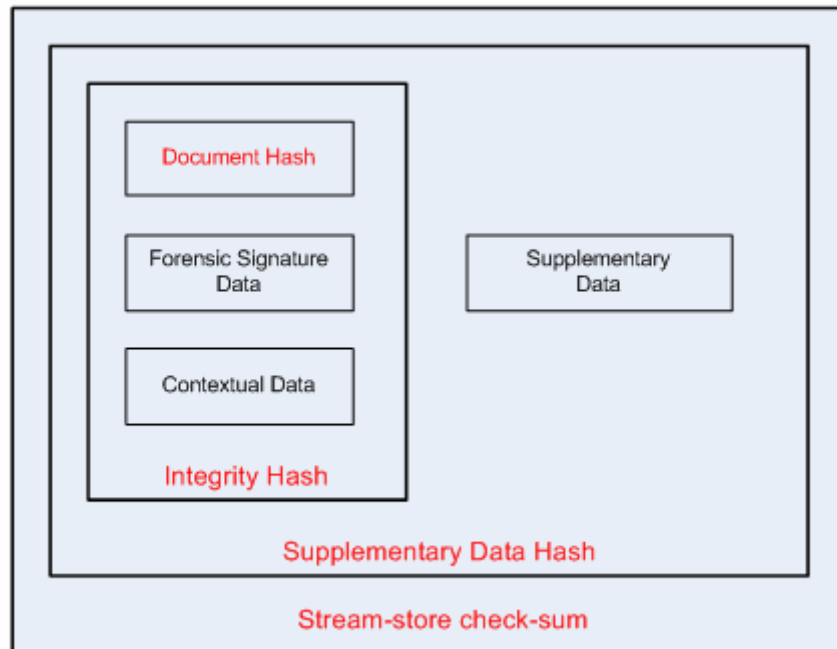 Document Hash
Forensic Signature
Data
Supplementary
Data
Contextual Data
Integrity Hash
Supplementary Data Hash
Stream-store check-sum